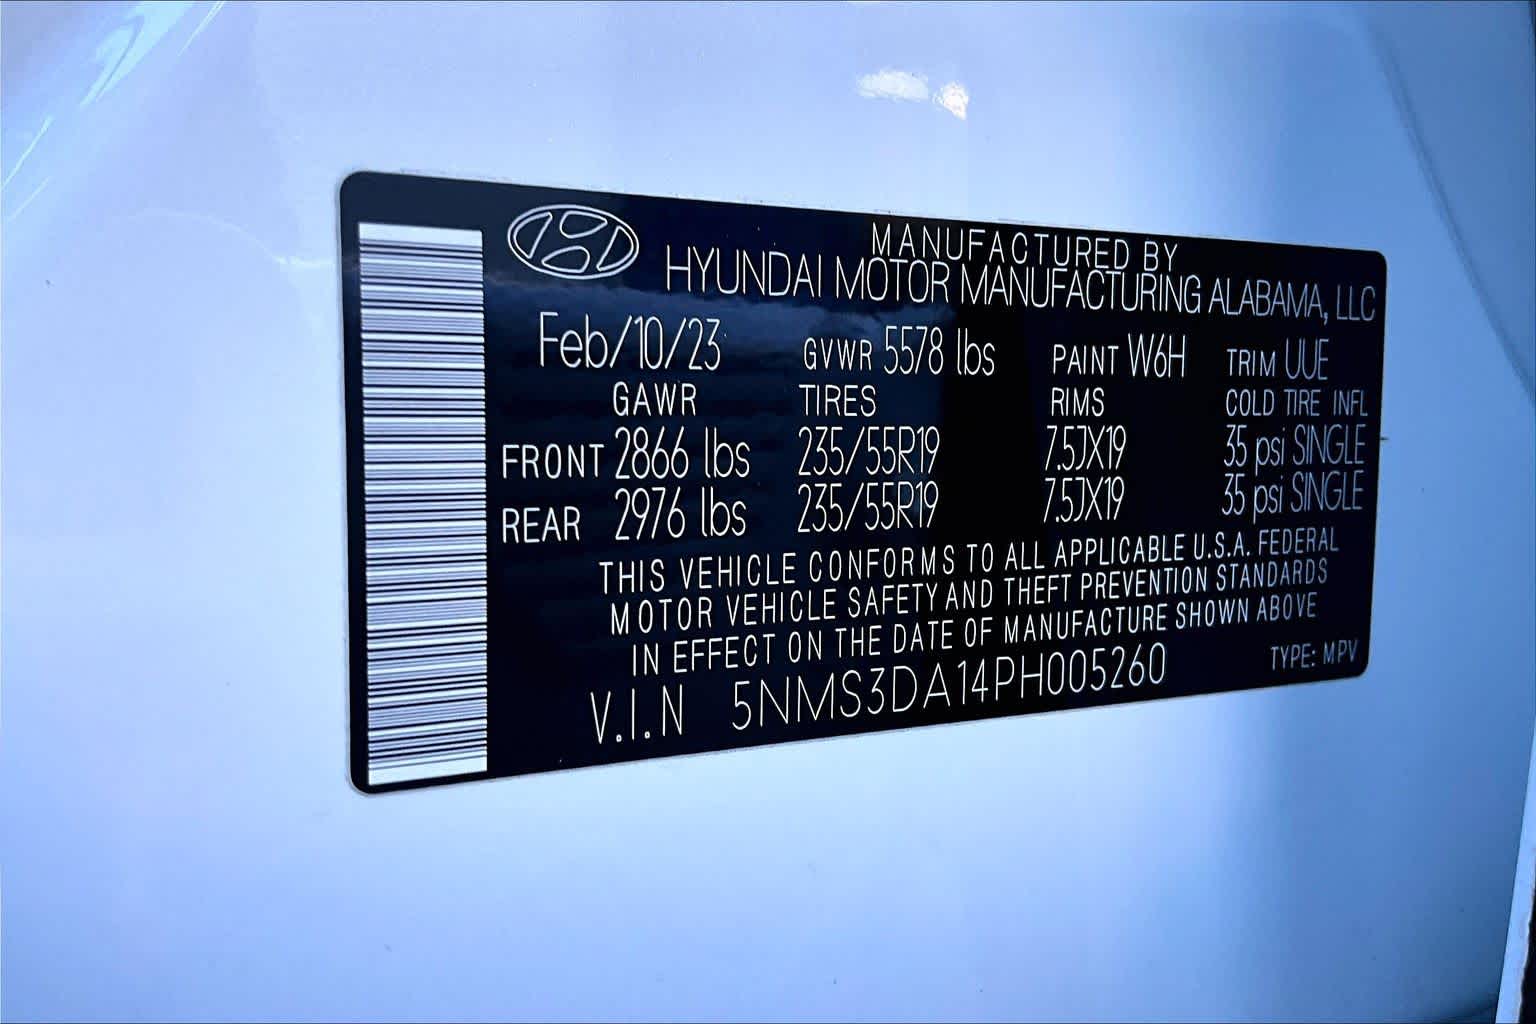 MANUFACTURED BY
HYUNDAI MOTOR MANUFACTURING ALABAMA, LLC
Feb/10/23 GVWR 5578 lbs PAINT W6H TRIM UUE
GAWR TIRES RIMS COLD TIRE INFL
FRONT 2866 lbs 235/55R19 7.5JX19 35 psi SINGLE
REAR 2976 lbs 235/55R19 7.5JX19 35 psi SINGLE
THIS VEHICLE CONFORMS TO ALL APPLICABLE U.S.A. FEDERAL
MOTOR VEHICLE SAFETY AND THEFT PREVENTION STANDARDS
IN EFFECT ON THE DATE OF MANUFACTURE SHOWN ABOVE
V.I.N 5NMS3DA14PH005260 TYPE: MPV